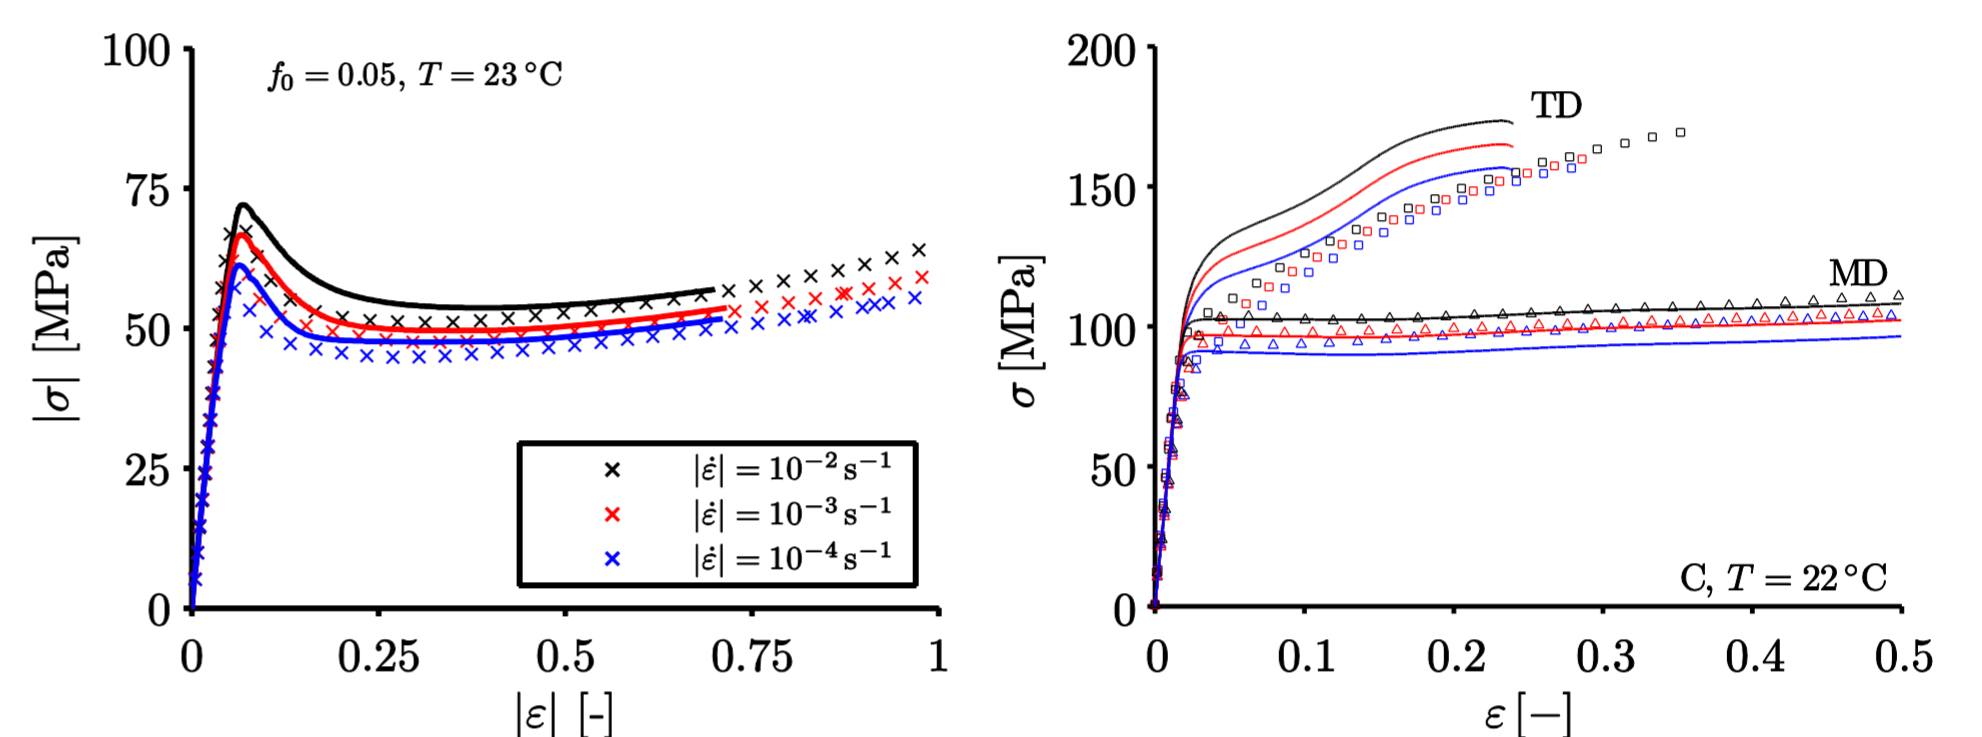 100
75
50
25
0
0 0.25 0.5 0.75 1
|σ| [MPa]
|ε| [-]
f₀ = 0.05, T = 23 °C
|ε̇| = 10⁻² s⁻¹
|ε̇| = 10⁻³ s⁻¹
|ε̇| = 10⁻⁴ s⁻¹
200
150
100
50
0
0 0.1 0.2 0.3 0.4 0.5
σ [MPa]
ε [—]
TD
MD
C, T = 22 °C